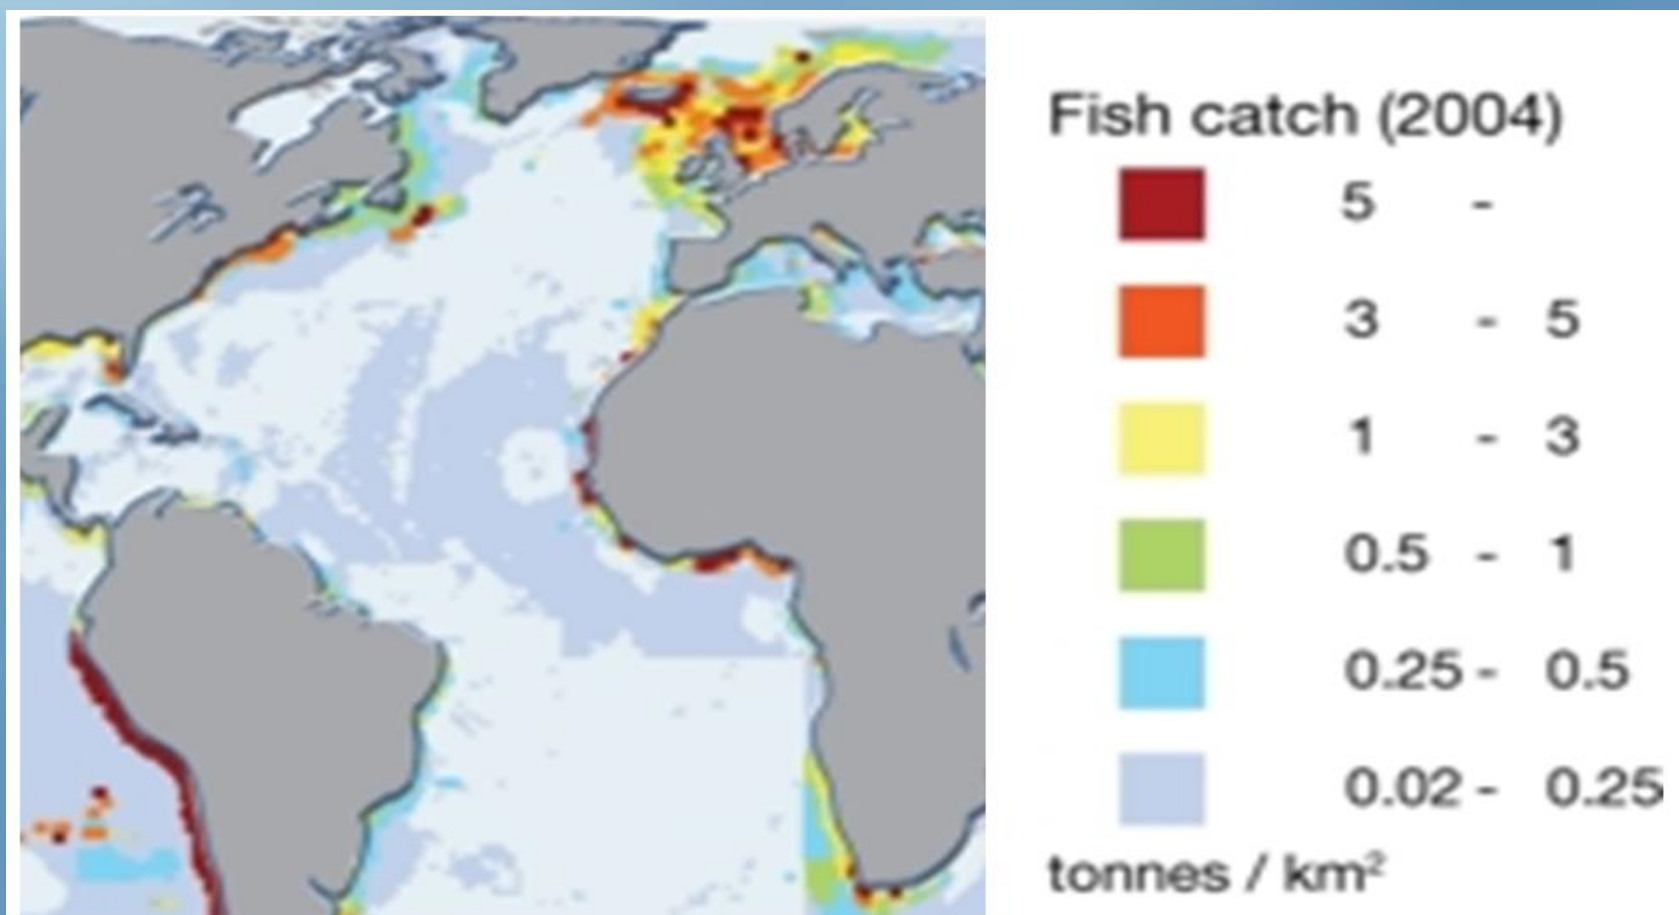 Fish catch (2004)
5 -
3 - 5
1 - 3
0.5 - 1
0.25 - 0.5
0.02 - 0.25
tonnes / km²